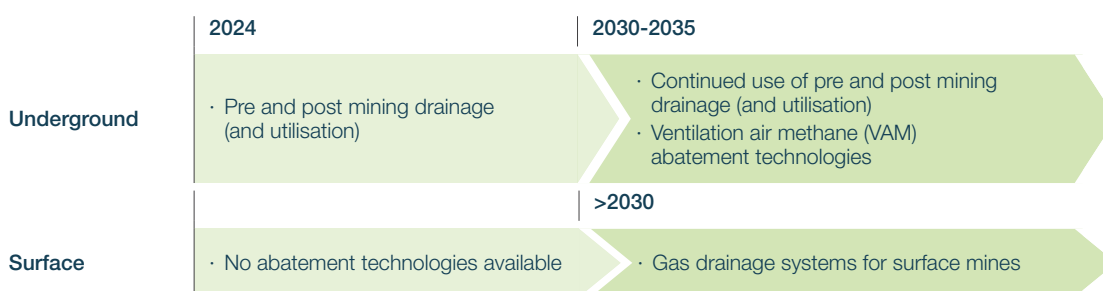 2024
2030-2035
Underground
· Pre and post mining drainage
(and utilisation)
· Continued use of pre and post mining
drainage (and utilisation)
· Ventilation air methane (VAM)
abatement technologies
>2030
Surface
· No abatement technologies available
· Gas drainage systems for surface mines